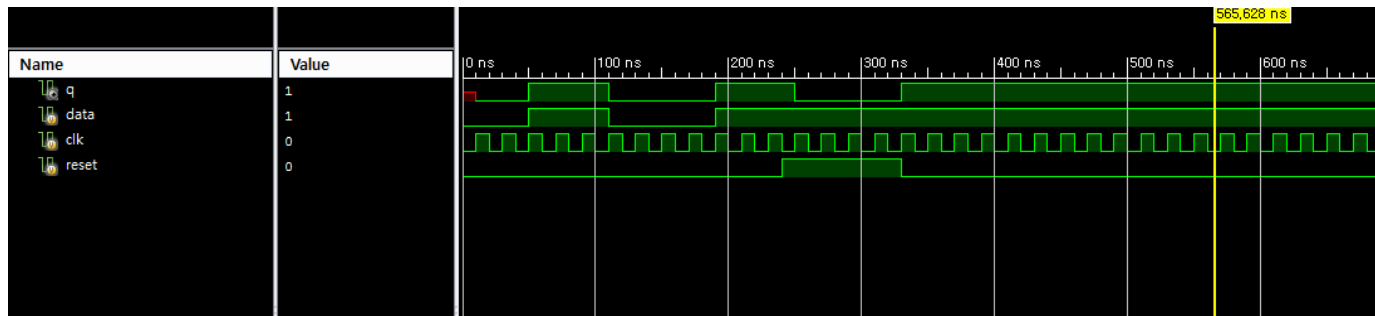 565,628 ns
Name Value
0 ns 100 ns 200 ns 300 ns 400 ns 500 ns 600 ns
q 1
data 1
clk 0
reset 0